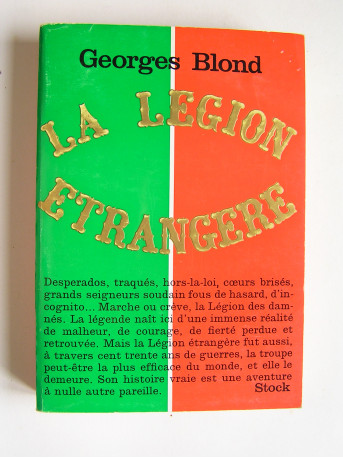 Georges Blond
LA LEGION
ETRANGERE
Desperados, traqués, hors-la-loi, cœurs brisés,
grands seigneurs soudain fous de hasard, d'in-
cognito... Marche ou crève, la Légion des dam-
nés. La légende naît ici d'une immense réalité
de malheur, de courage, de fierté perdue et
retrouvée. Mais la Légion étrangère fut aussi,
à travers cent trente ans de guerres, la troupe
peut-être la plus efficace du monde, et elle le
demeure. Son histoire vraie est une aventure
à nulle autre pareille.
Stock